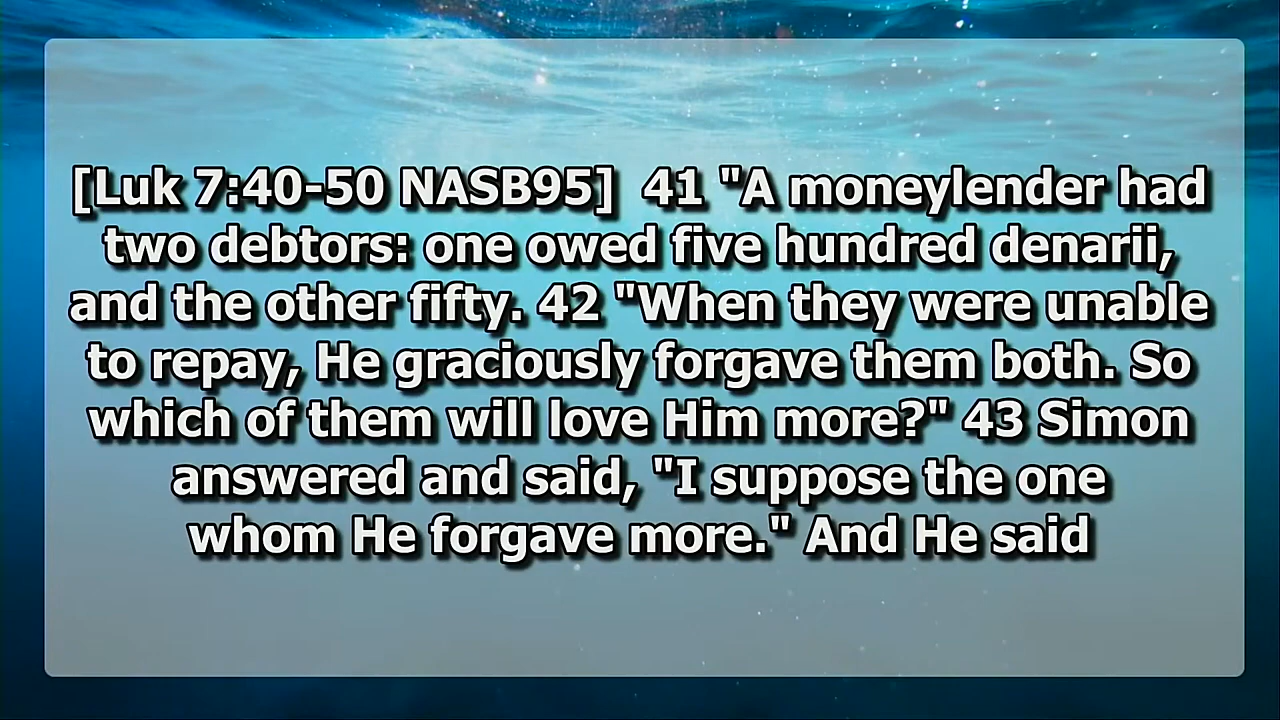 [Luk 7:40-50 NASB95]  41 "A moneylender had
two debtors: one owed five hundred denarii,
and the other fifty. 42 "When they were unable
to repay, He graciously forgave them both. So
which of them will love Him more?" 43 Simon
answered and said, "I suppose the one
whom He forgave more." And He said